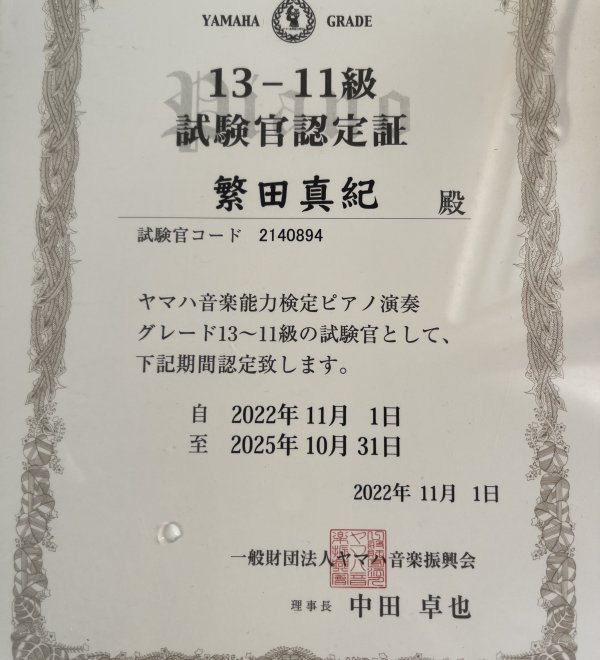 YAMAHA GRADE
Piano
13－11級
試験官認定証
繁田真紀 殿
試験官コード 2140894
ヤマハ音楽能力検定ピアノ演奏
グレード13～11級の試験官として、
下記期間認定致します。
自 2022年 11月 1日
至 2025年 10月 31日
2022年 11月 1日
一般財団法人ヤマハ音楽振興会
理事長 中田 卓也